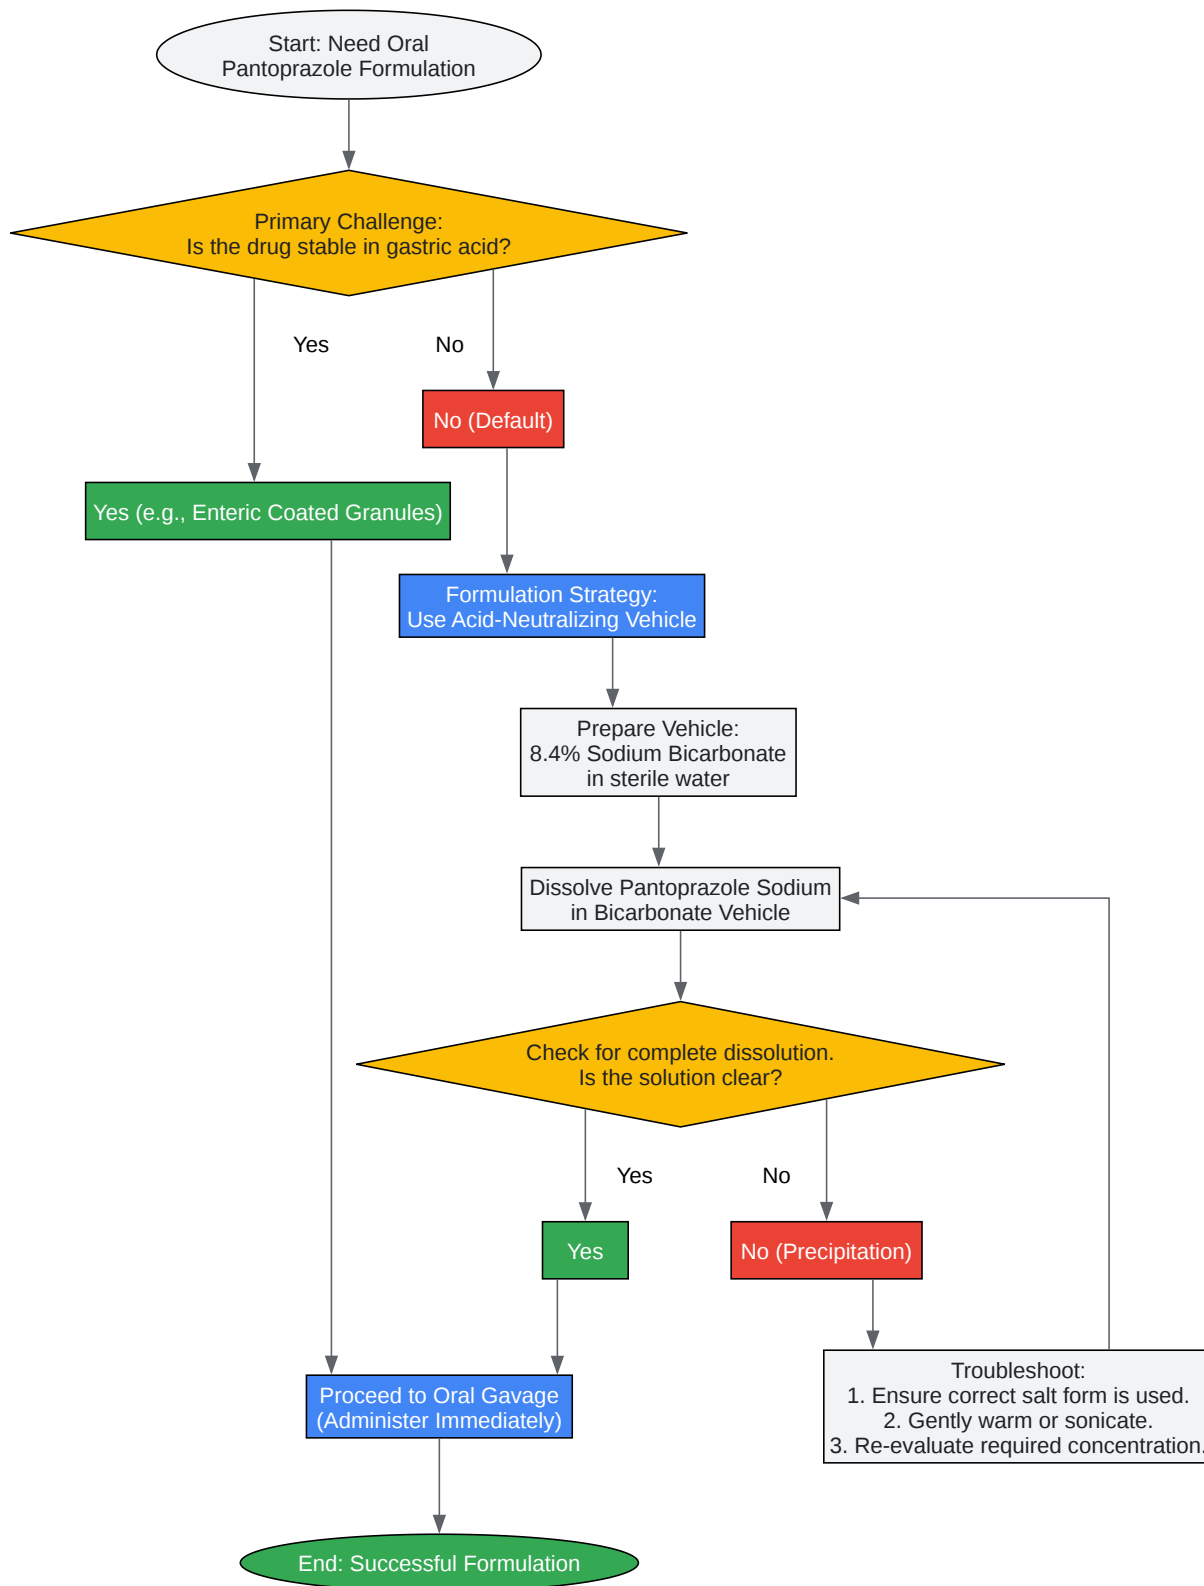 Start: Need Oral
Pantoprazole Formulation
Primary Challenge:
Is the drug stable in gastric acid?
Yes
No
No (Default)
Yes (e.g., Enteric Coated Granules)
Formulation Strategy:
Use Acid-Neutralizing Vehicle
Prepare Vehicle:
8.4% Sodium Bicarbonate
in sterile water
Dissolve Pantoprazole Sodium
in Bicarbonate Vehicle
Check for complete dissolution.
Is the solution clear?
Yes
No
Yes
No (Precipitation)
Troubleshoot:
1. Ensure correct salt form is used.
2. Gently warm or sonicate.
3. Re-evaluate required concentration.
Proceed to Oral Gavage
(Administer Immediately)
End: Successful Formulation